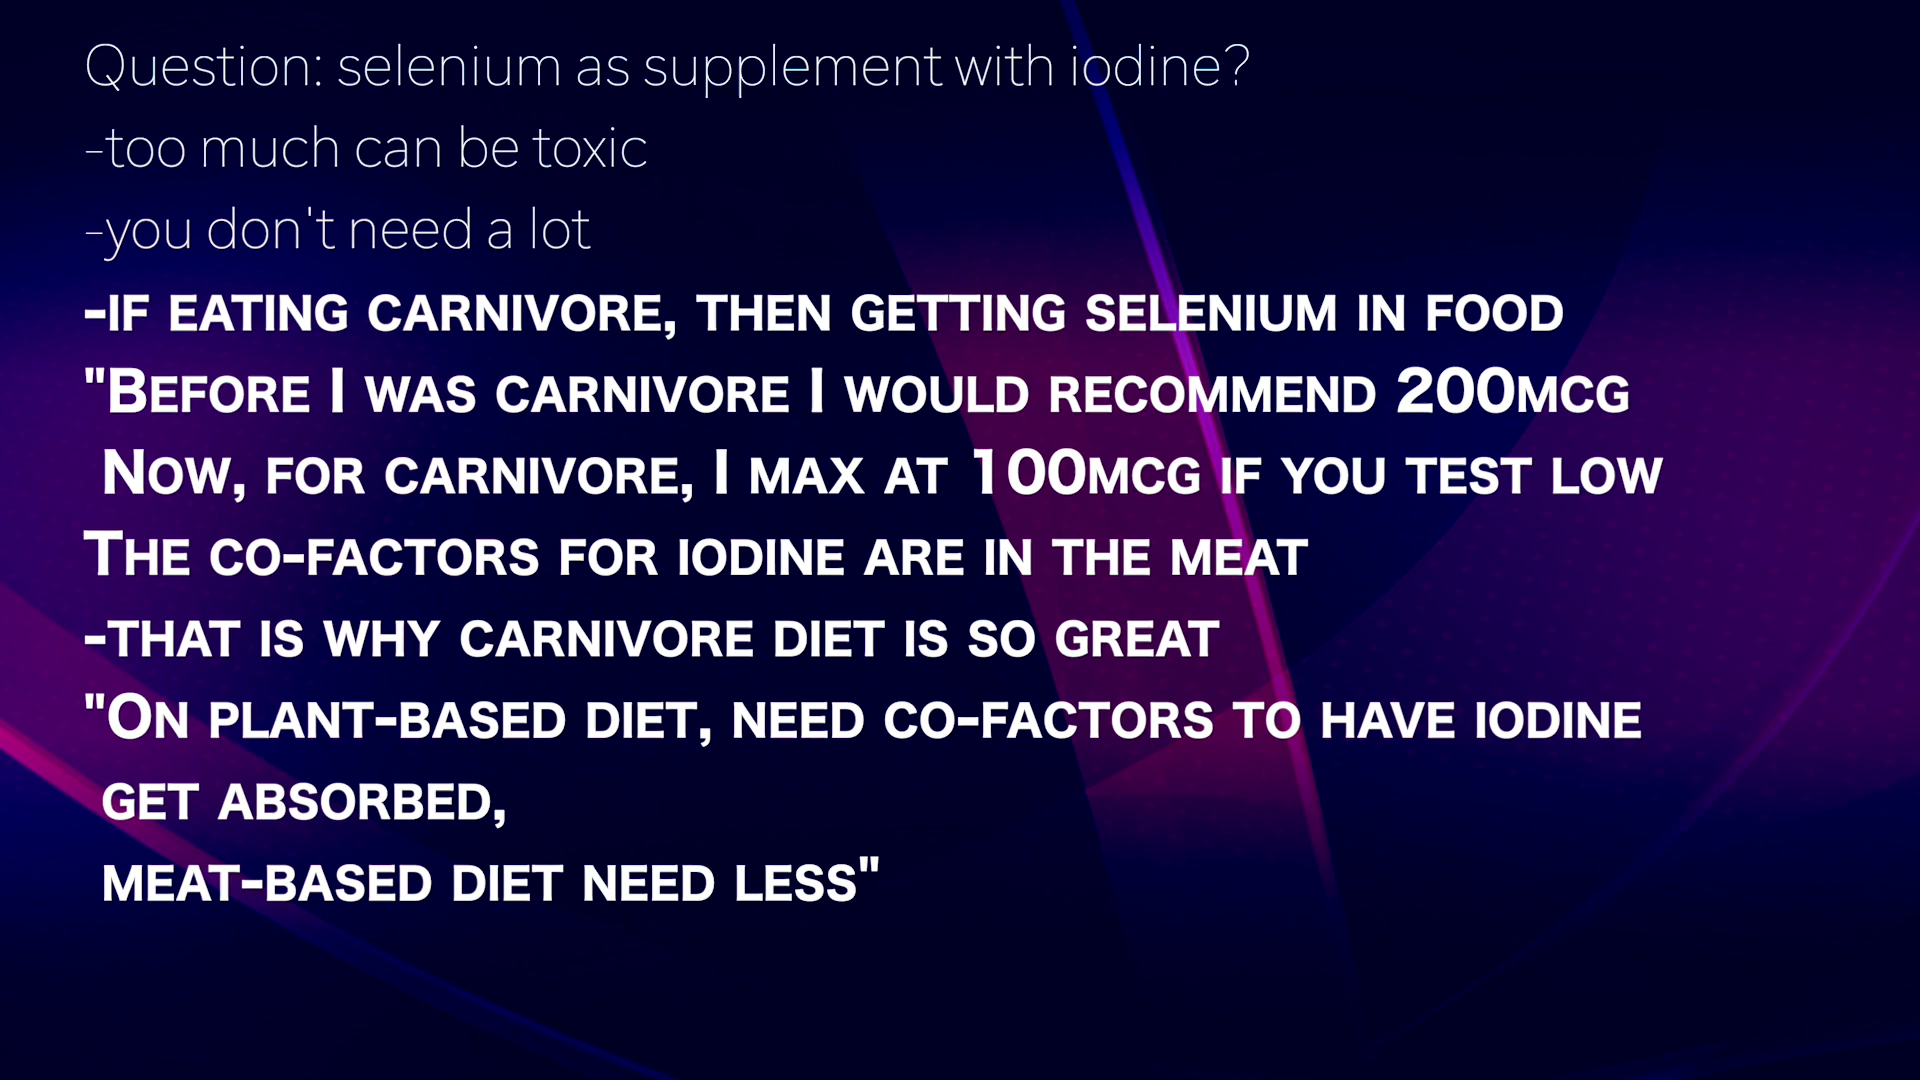 Question: selenium as supplement with iodine?
-too much can be toxic
-you don't need a lot
-if eating carnivore, then getting selenium in food
"Before I was carnivore I would recommend 200mcg
Now, for carnivore, I max at 100mcg if you test low
The co-factors for iodine are in the meat
-that is why carnivore diet is so great
"On plant-based diet, need co-factors to have iodine
get absorbed,
meat-based diet need less"